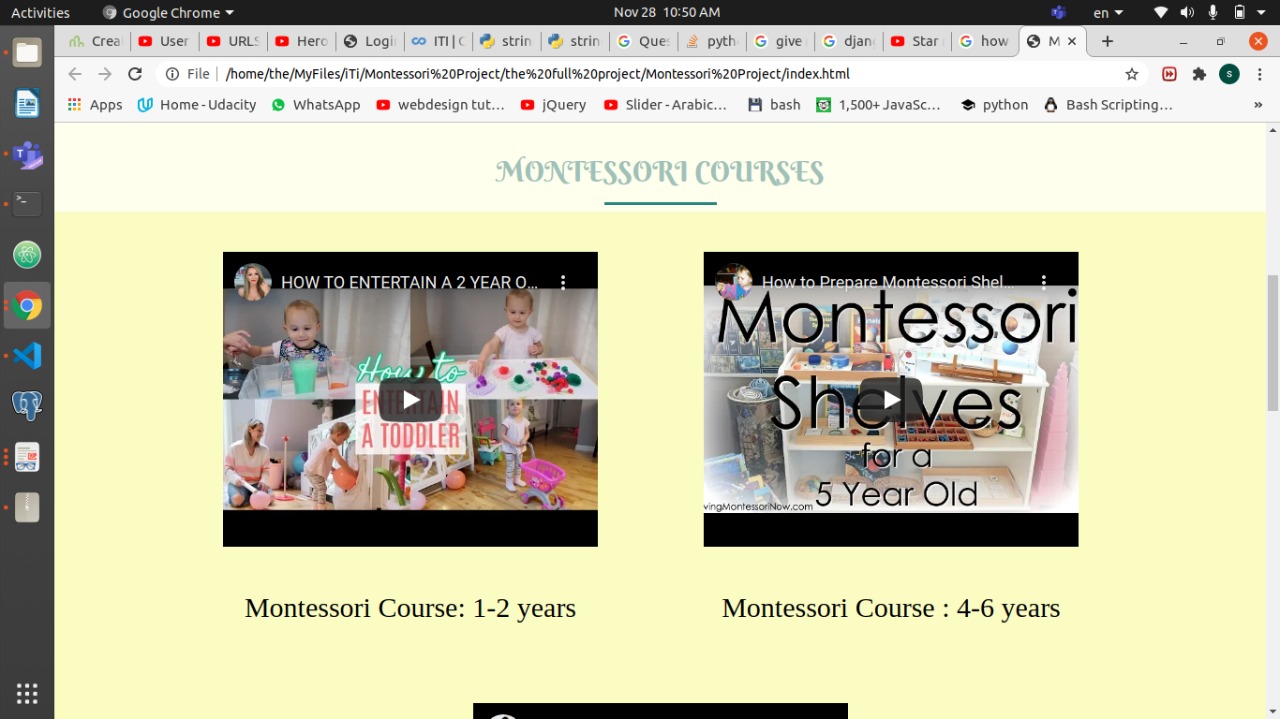 Activities
Google Chrome
Nov 28 10:50 AM
en
Crea
User
URLS
Hero
Logi
ITI | C
strin
strin
Ques
pyth
give
djan
Star
how
M
File
/home/the/MyFiles/iTi/Montessori%20Project/the%20full%20project/Montessori%20Project/index.html
S
Apps
Home - Udacity
WhatsApp
webdesign tut...
jQuery
Slider - Arabic...
bash
1,500+ JavaSc...
python
Bash Scripting...
»
MONTESSORI COURSES
HOW TO ENTERTAIN A 2 YEAR O...
How to
ENTERTAIN
A TODDLER
How to Prepare Montessori Shel...
Montessori
Shelves
for a
5 Year Old
vingMontessoriNow.com
Montessori Course: 1-2 years
Montessori Course : 4-6 years